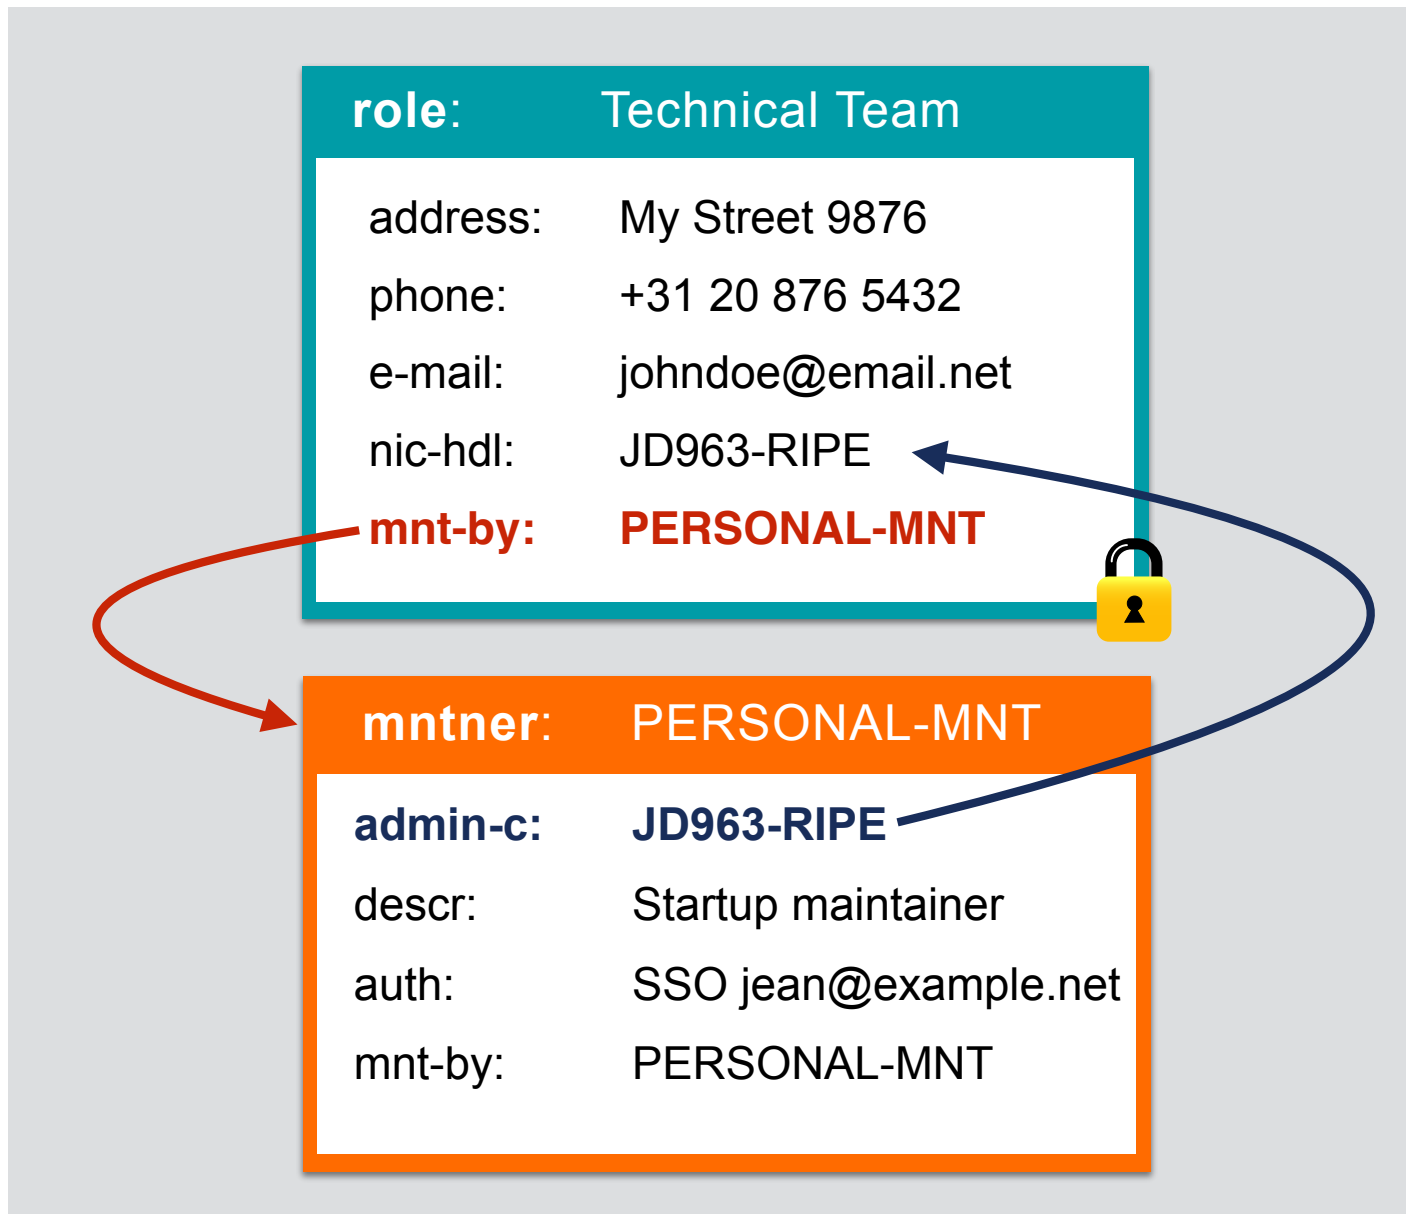 role: Technical Team
address: My Street 9876
phone: +31 20 876 5432
e-mail: johndoe@email.net
nic-hdl: JD963-RIPE
mnt-by: PERSONAL-MNT
mntner: PERSONAL-MNT
admin-c: JD963-RIPE
descr: Startup maintainer
auth: SSO jean@example.net
mnt-by: PERSONAL-MNT